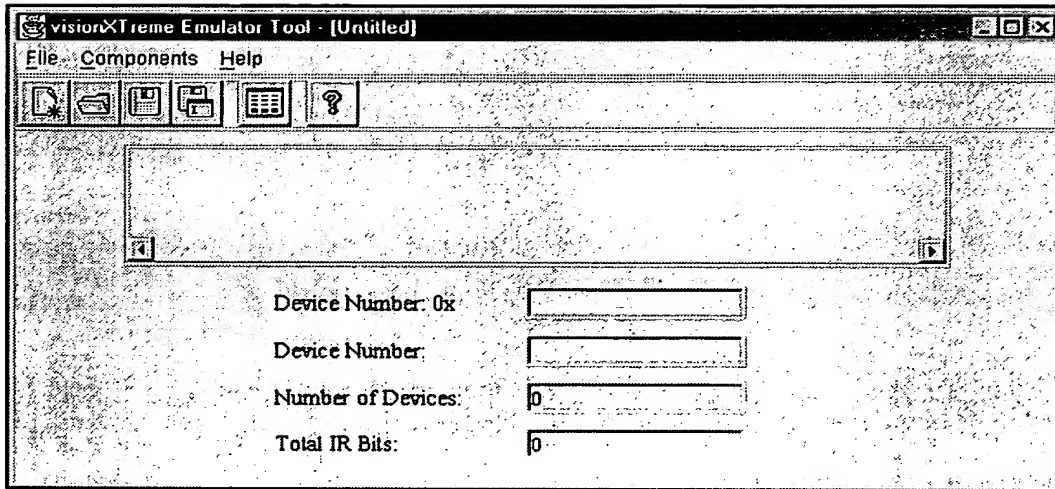 visionXTreme Emulator Tool - [Untitled]
File Components Help
Device Number: 0x
Device Number:
Number of Devices: 0
Total IR Bits: 0